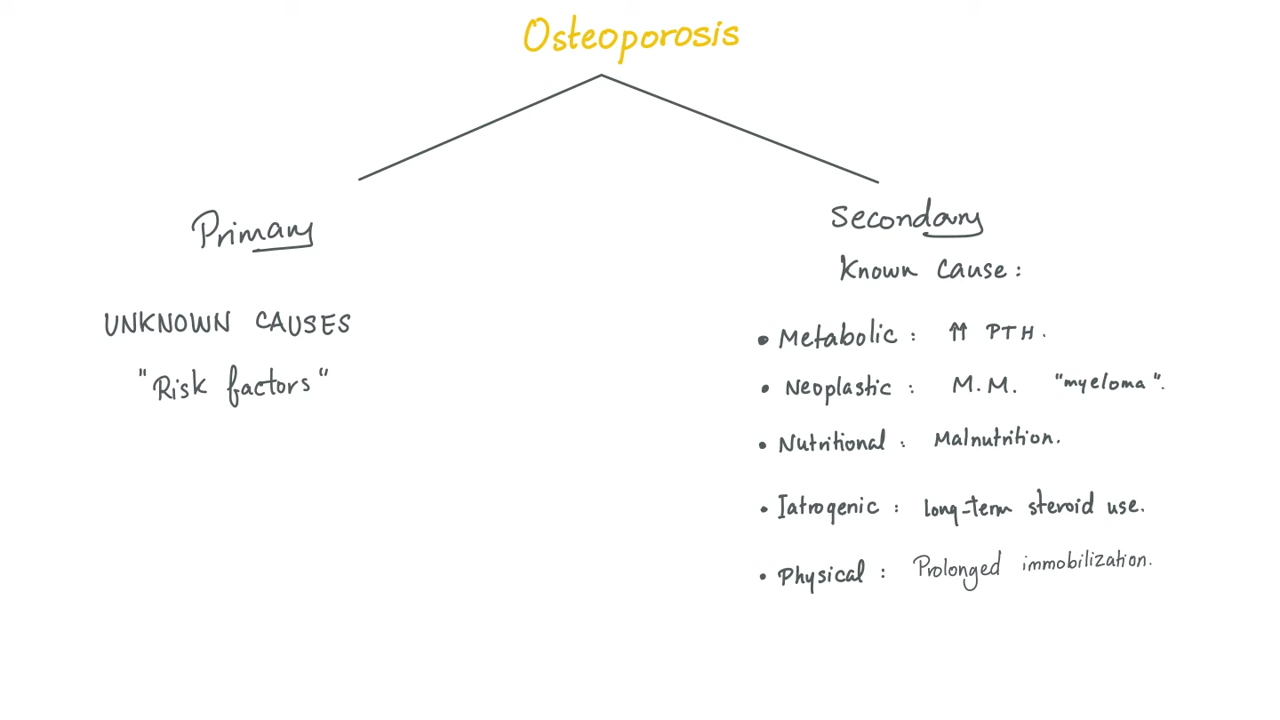 Osteoporosis
Primary
UNKNOWN CAUSES
"Risk factors"
Secondary
Known cause:
• Metabolic: ⇈ PTH.
• Neoplastic: M.M. "myeloma".
• Nutritional: Malnutrition.
• Iatrogenic: long-term steroid use.
• Physical: Prolonged immobilization.